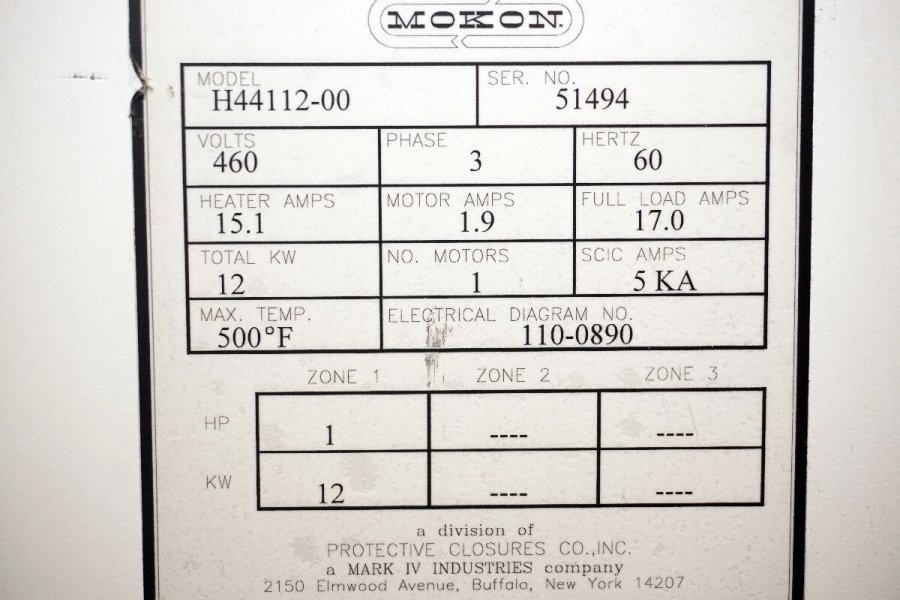 MOKON.
MODEL SER. NO.
H44112-00 51494
VOLTS PHASE HERTZ
460 3 60
HEATER AMPS MOTOR AMPS FULL LOAD AMPS
15.1 1.9 17.0
TOTAL KW NO. MOTORS SCIC AMPS
12 1 5 KA
MAX. TEMP. ELECTRICAL DIAGRAM NO.
500°F 110-0890
ZONE 1 ZONE 2 ZONE 3
HP 1 ---- ----
KW 12 ---- ----
a division of
PROTECTIVE CLOSURES CO.,INC.
a MARK IV INDUSTRIES company
2150 Elmwood Avenue, Buffalo, New York 14207